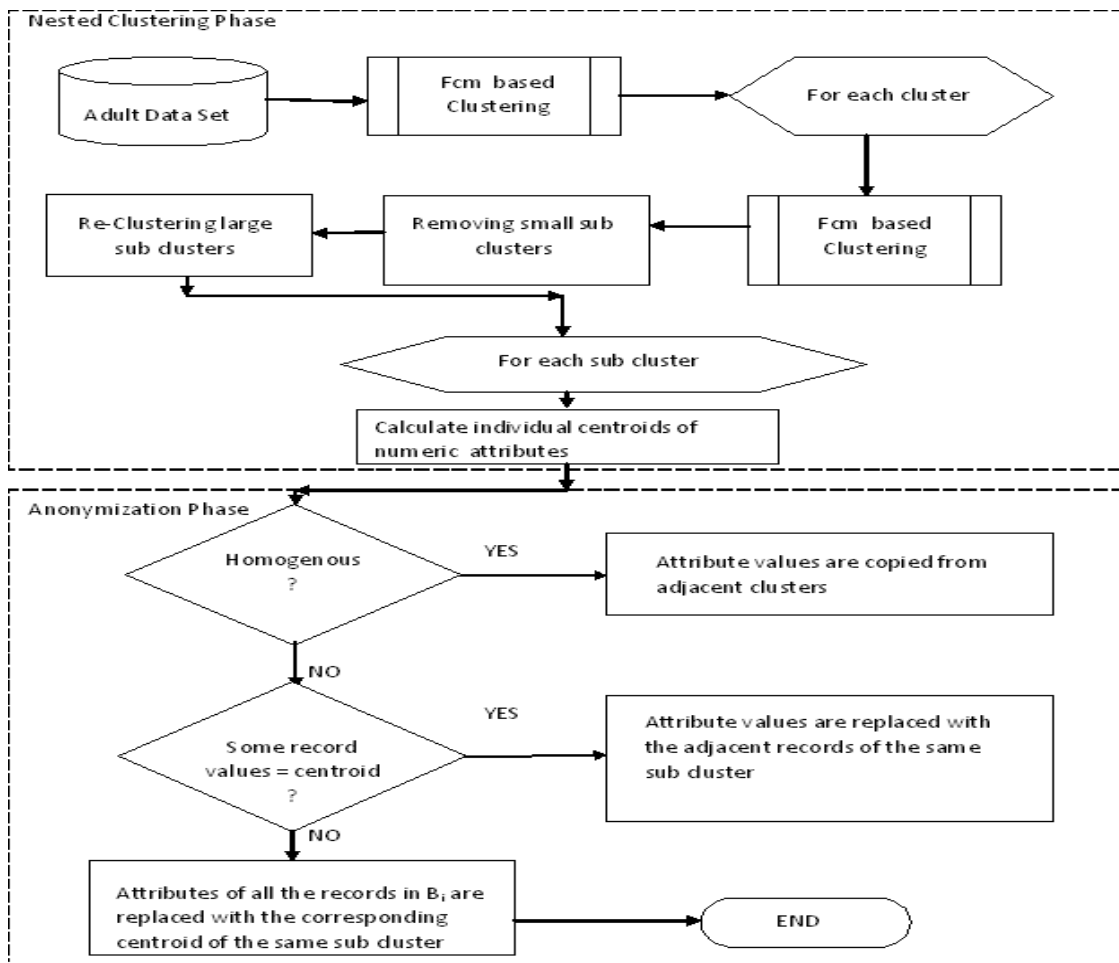 Nested Clustering Phase
Adult Data Set
Fcm based
Clustering
For each cluster
Re-Clustering large
sub clusters
Removing small sub
clusters
Fcm based
Clustering
For each sub cluster
Calculate individual centroids of
numeric attributes
Anonymization Phase
Homogenous
?
YES
Attribute values are copied from
adjacent clusters
NO
Some record
values = centroid
?
YES
Attribute values are replaced with
the adjacent records of the same
sub cluster
NO
Attributes of all the records in Bᵢ are
replaced with the corresponding
centroid of the same sub cluster
END